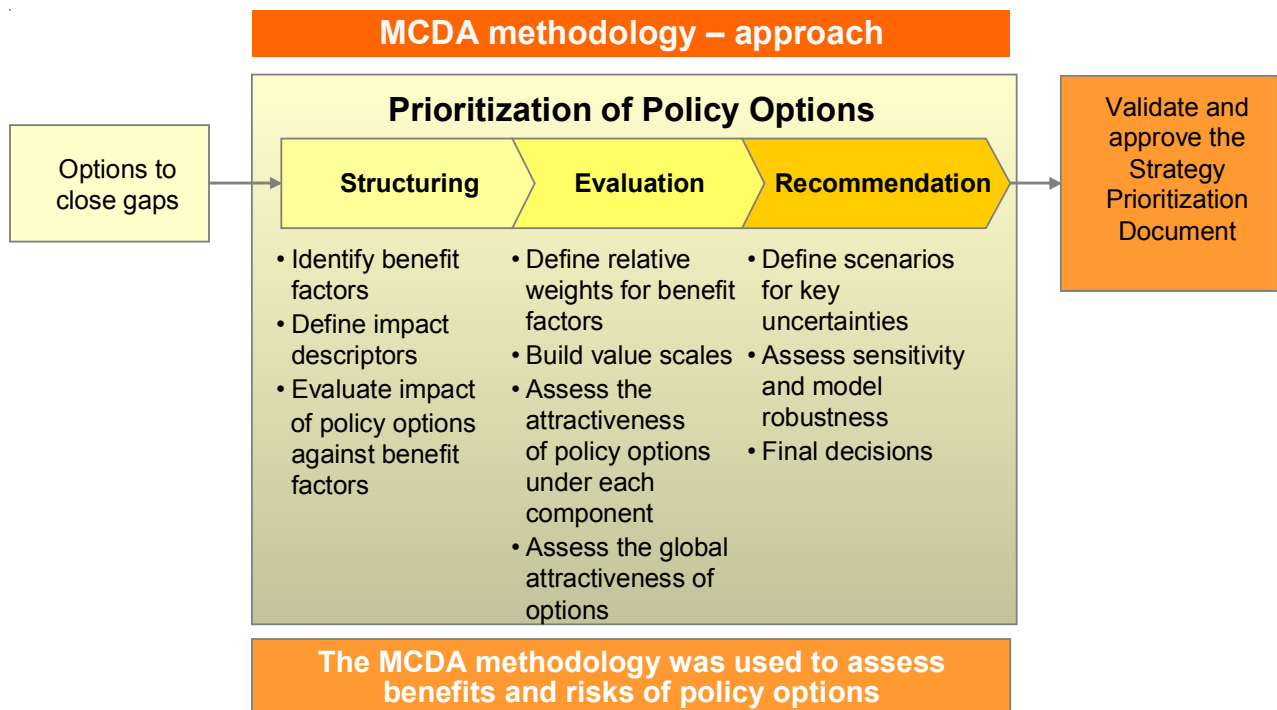 MCDA methodology – approach
Prioritization of Policy Options
Options to
close gaps
Structuring
Evaluation
Recommendation
Validate and
approve the
Strategy
Prioritization
Document
• Identify benefit
factors
• Define impact
descriptors
• Evaluate impact
of policy options
against benefit
factors
• Define relative
weights for benefit
factors
• Build value scales
• Assess the
attractiveness
of policy options
under each
component
• Assess the global
attractiveness of
options
• Define scenarios
for key
uncertainties
• Assess sensitivity
and model
robustness
• Final decisions
The MCDA methodology was used to assess
benefits and risks of policy options